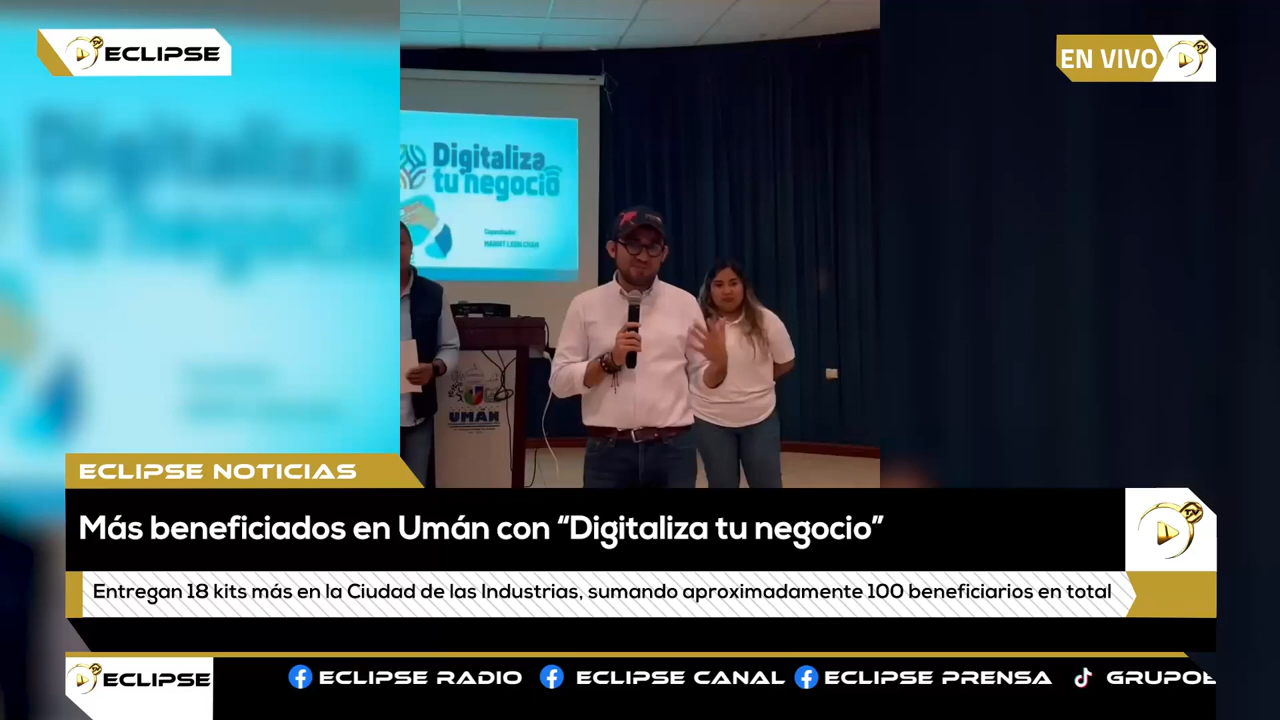 ECLIPSE
EN VIVO
Digitaliza
tu negocio
Capacitador:
UMÁN
ECLIPSE NOTICIAS
Más beneficiados en Umán con “Digitaliza tu negocio”
Entregan 18 kits más en la Ciudad de las Industrias, sumando aproximadamente 100 beneficiarios en total
ECLIPSE
ECLIPSE RADIO
ECLIPSE CANAL
ECLIPSE PRENSA
GRUPOE